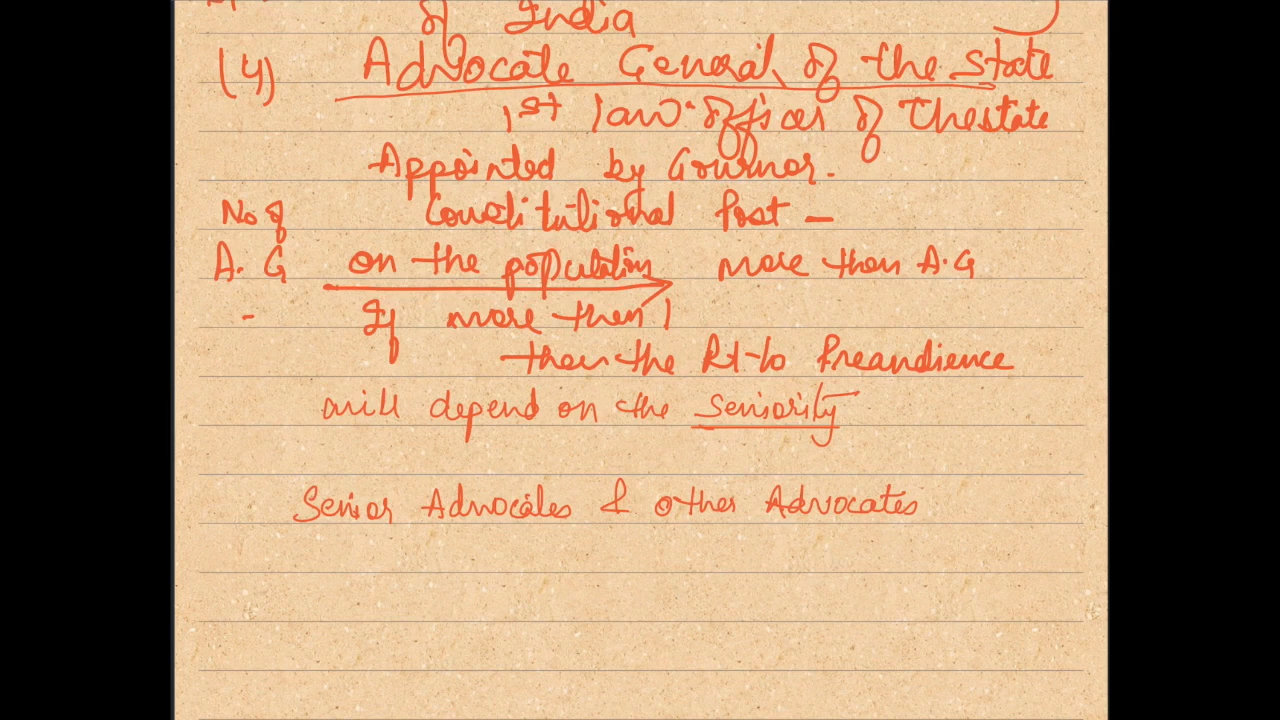 of India
(4) Advocate General of the state
1st law officer of The state
Appointed by Governor.
No of Constitutional Post –
A. G on the population more then A.G
- If more then 1
then the Rt to Preaudience
will depend on the Seniority
Senior Advocates & other Advocates